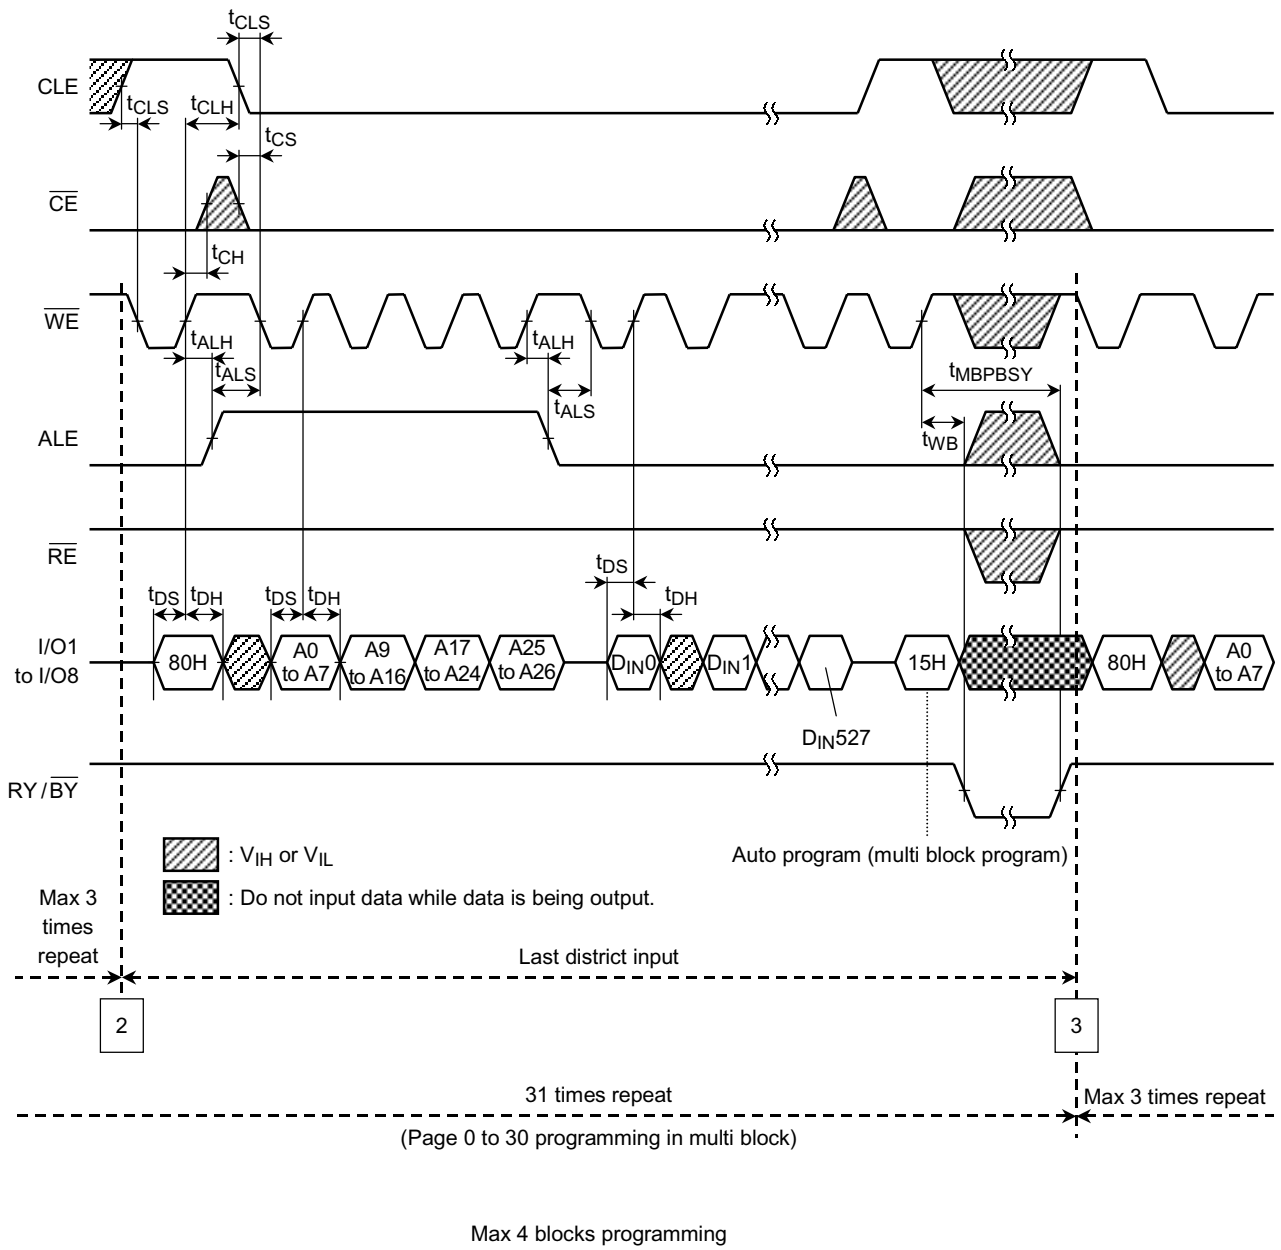 tCLS
CLE
tCLS
tCLH
tCS
CE
tCH
WE
tALH
tALS
tALH
tALS
tMBPBSY
tWB
ALE
RE
tDS
tDH
tDS
tDH
tDS
tDH
I/O1
to I/O8
80H
A0
to A7
A9
to A16
A17
to A24
A25
to A26
DIN0
DIN1
DIN527
15H
80H
A0
to A7
RY/BY
: VIH or VIL
Auto program (multi block program)
: Do not input data while data is being output.
Max 3
times
repeat
Last district input
2
3
31 times repeat
Max 3 times repeat
(Page 0 to 30 programming in multi block)
Max 4 blocks programming